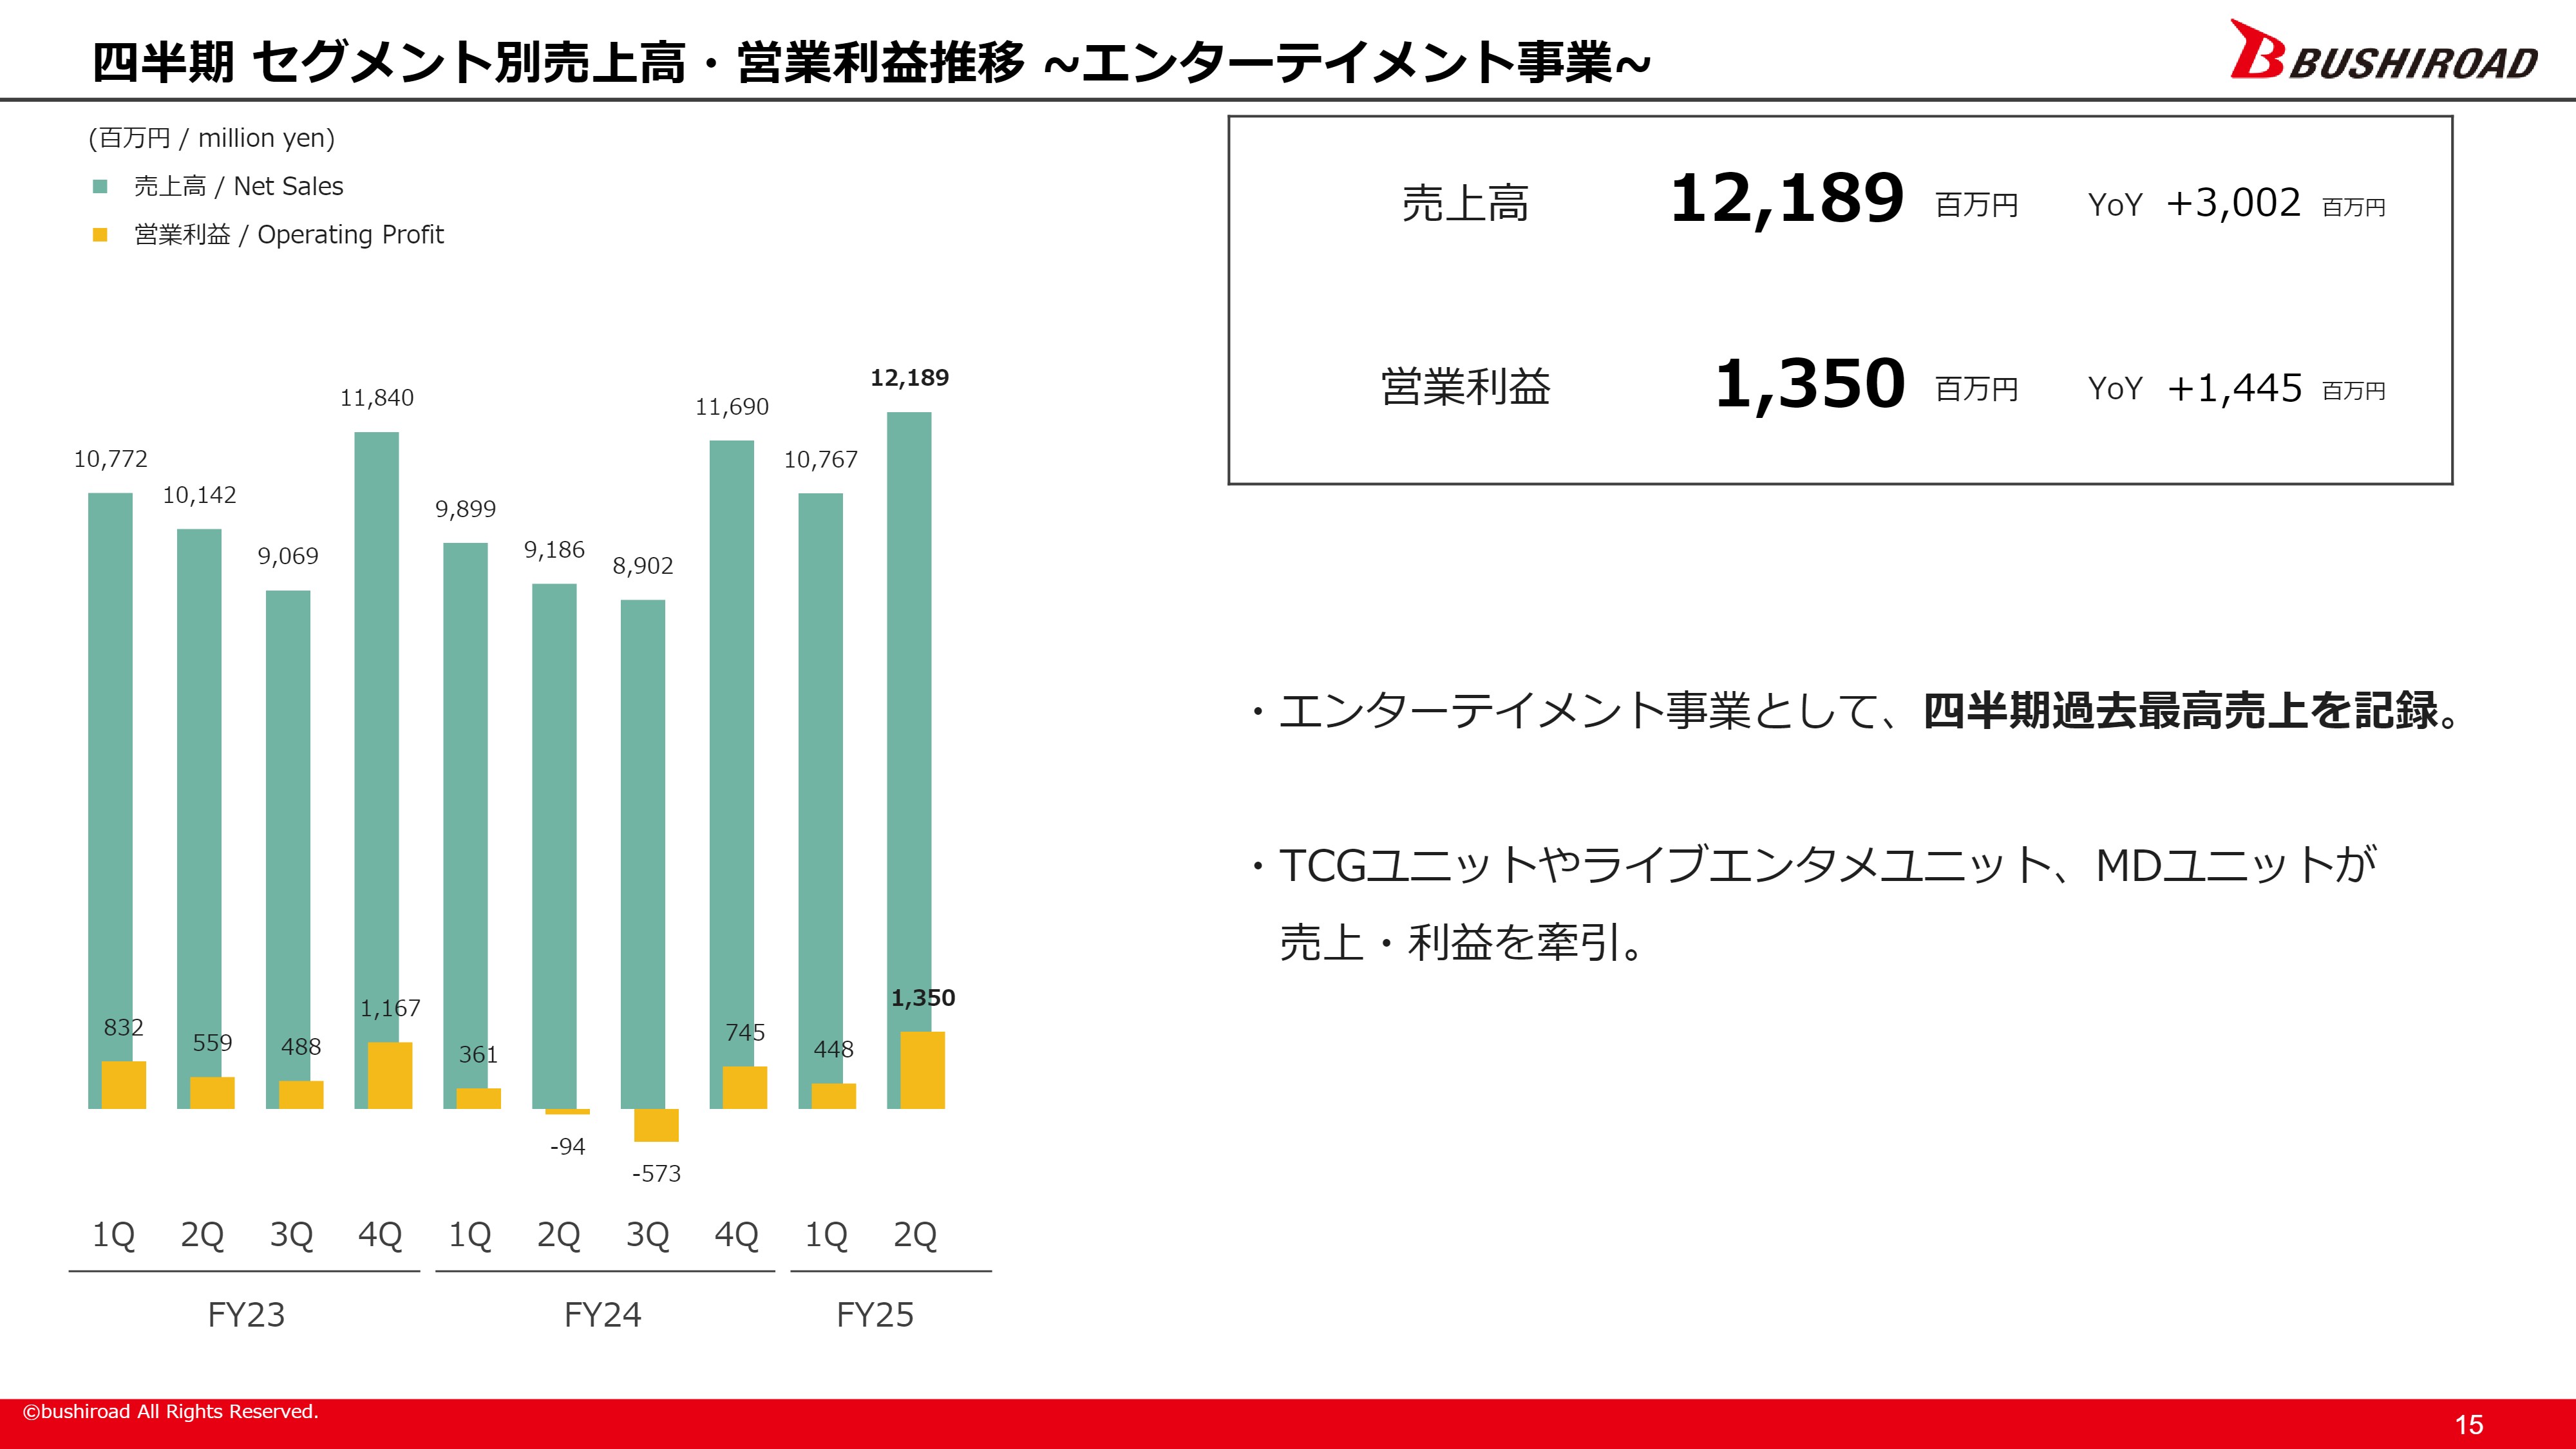 四半期 セグメント別売上高・営業利益推移 ~エンターテイメント事業~
BUSHIROAD
(百万円 / million yen)
売上高 / Net Sales
営業利益 / Operating Profit
売上高 12,189 百万円 YoY +3,002 百万円
営業利益 1,350 百万円 YoY +1,445 百万円
10,772
10,142
9,069
11,840
9,899
9,186
8,902
11,690
10,767
12,189
832
559
488
1,167
361
-94
-573
745
448
1,350
1Q 2Q 3Q 4Q 1Q 2Q 3Q 4Q 1Q 2Q
FY23 FY24 FY25
・エンターテイメント事業として、四半期過去最高売上を記録。
・TCGユニットやライブエンタメユニット、MDユニットが
売上・利益を牽引。
©bushiroad All Rights Reserved.
15